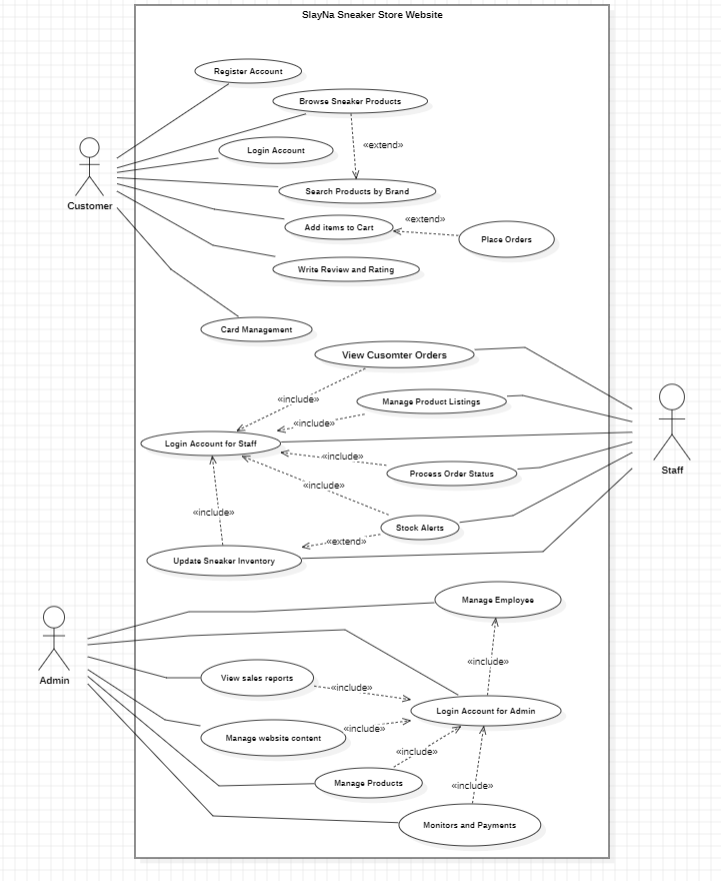 SlayNa Sneaker Store Website
Register Account
Browse Sneaker Products
Login Account
«extend»
Customer
Search Products by Brand
«extend»
Add items to Cart
Place Orders
Write Review and Rating
Card Management
View Cusomter Orders
«include»
Manage Product Listings
«include»
Login Account for Staff
«include»
Staff
Process Order Status
«include»
«include»
Stock Alerts
«extend»
Update Sneaker Inventory
Manage Employee
«include»
Admin
View sales reports
«include»
Login Account for Admin
«include»
Manage website content
«include»
Manage Products
«include»
Monitors and Payments